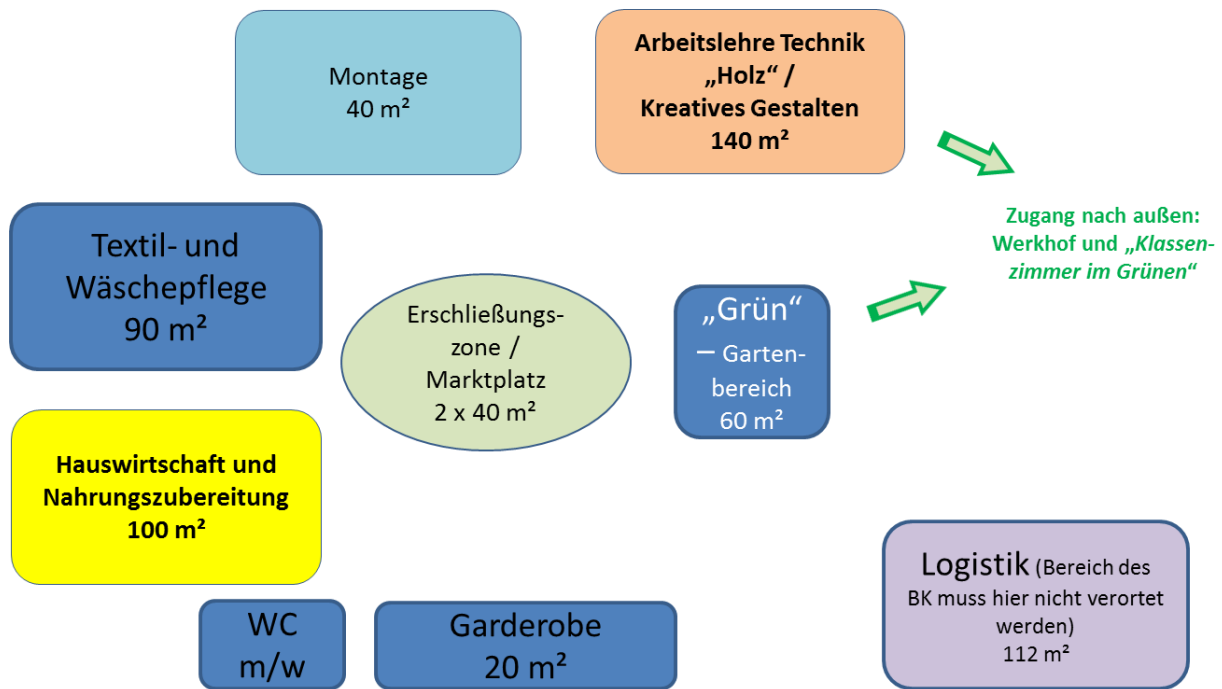 Montage
40 m²
Arbeitslehre Technik
„Holz“ /
Kreatives Gestalten
140 m²
Zugang nach außen:
Werkhof und „Klassen-
zimmer im Grünen“
Textil- und
Wäschepflege
90 m²
Erschließungs-
zone /
Marktplatz
2 x 40 m²
„Grün“
– Garten-
bereich
60 m²
Hauswirtschaft und
Nahrungszubereitung
100 m²
Logistik (Bereich des
BK muss hier nicht verortet
werden)
112 m²
WC
m/w
Garderobe
20 m²